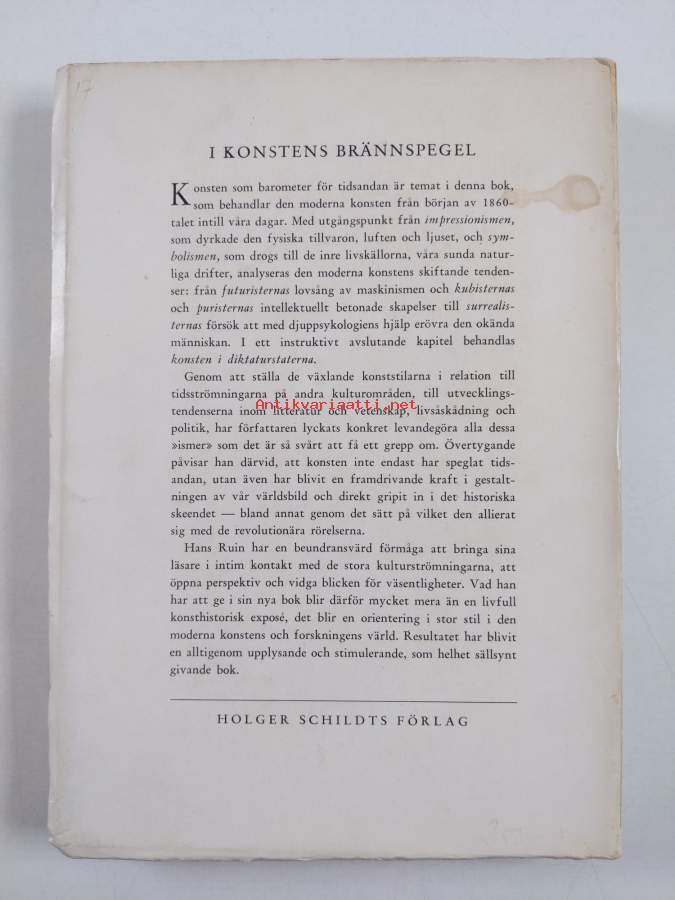 17
I KONSTENS BRÄNNSPEGEL
Konsten som barometer för tidsandan är temat i denna bok,
som behandlar den moderna konsten från början av 1860-
talet intill våra dagar. Med utgångspunkt från impressionismen,
som dyrkade den fysiska tillvaron, luften och ljuset, och sym-
bolismen, som drogs till de inre livskällorna, våra sunda natur-
liga drifter, analyseras den moderna konstens skiftande tenden-
ser: från futuristernas lovsång av maskinismen och kubisternas
och puristernas intellektuellt betonade skapelser till surrealis-
ternas försök att med djuppsykologiens hjälp erövra den okända
människan. I ett instruktivt avslutande kapitel behandlas
konsten i diktaturstaterna.
Genom att ställa de växlande konststilarna i relation till
tidsströmningarna på andra kulturområden, till utvecklings-
Antikvariaatti.net
tendenserna inom litteratur och vetenskap, livsåskådning och
politik, har författaren lyckats konkret levandegöra alla dessa
»ismer» som det är så svårt att få ett grepp om. Övertygande
påvisar han därvid, att konsten inte endast har speglat tids-
andan, utan även har blivit en framdrivande kraft i gestalt-
ningen av vår världsbild och direkt gripit in i det historiska
skeendet — bland annat genom det sätt på vilket den allierat
sig med de revolutionära rörelserna.
Hans Ruin har en beundransvärd förmåga att bringa sina
läsare i intim kontakt med de stora kulturströmningarna, att
öppna perspektiv och vidga blicken för väsentligheter. Vad han
har att ge i sin nya bok blir därför mycket mera än en livfull
konsthistorisk exposé, det blir en orientering i stor stil i den
moderna konstens och forskningens värld. Resultatet har blivit
en alltigenom upplysande och stimulerande, som helhet sällsynt
givande bok.
HOLGER SCHILDTS FÖRLAG